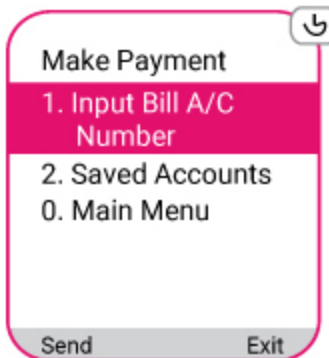 Make Payment
1. Input Bill A/C
Number
2. Saved Accounts
0. Main Menu
Send Exit